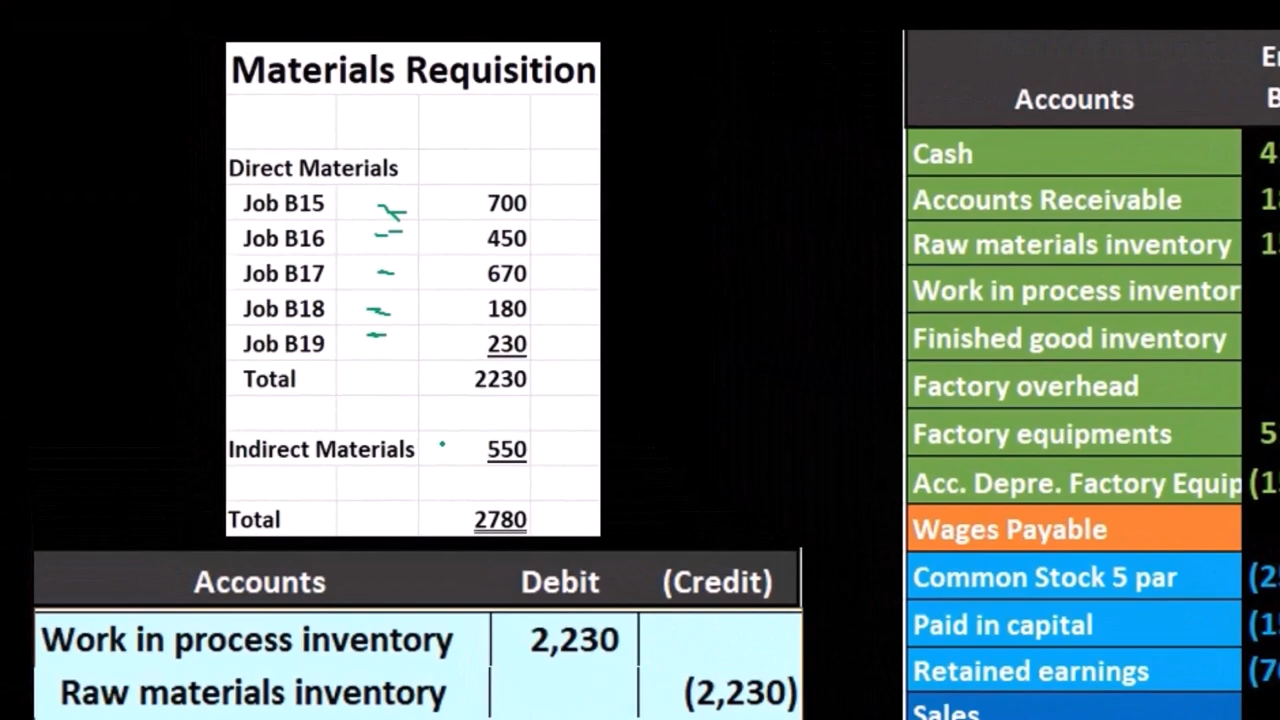 Materials Requisition
Direct Materials
Job B15 700
Job B16 450
Job B17 670
Job B18 180
Job B19 230
Total 2230
Indirect Materials 550
Total 2780
Accounts Debit (Credit)
Work in process inventory 2,230
Raw materials inventory (2,230)
Accounts
Cash 4
Accounts Receivable
Raw materials inventory
Work in process inventor
Finished good inventory
Factory overhead
Factory equipments 5
Acc. Depre. Factory Equip
Wages Payable
Common Stock 5 par
Paid in capital
Retained earnings
Sales